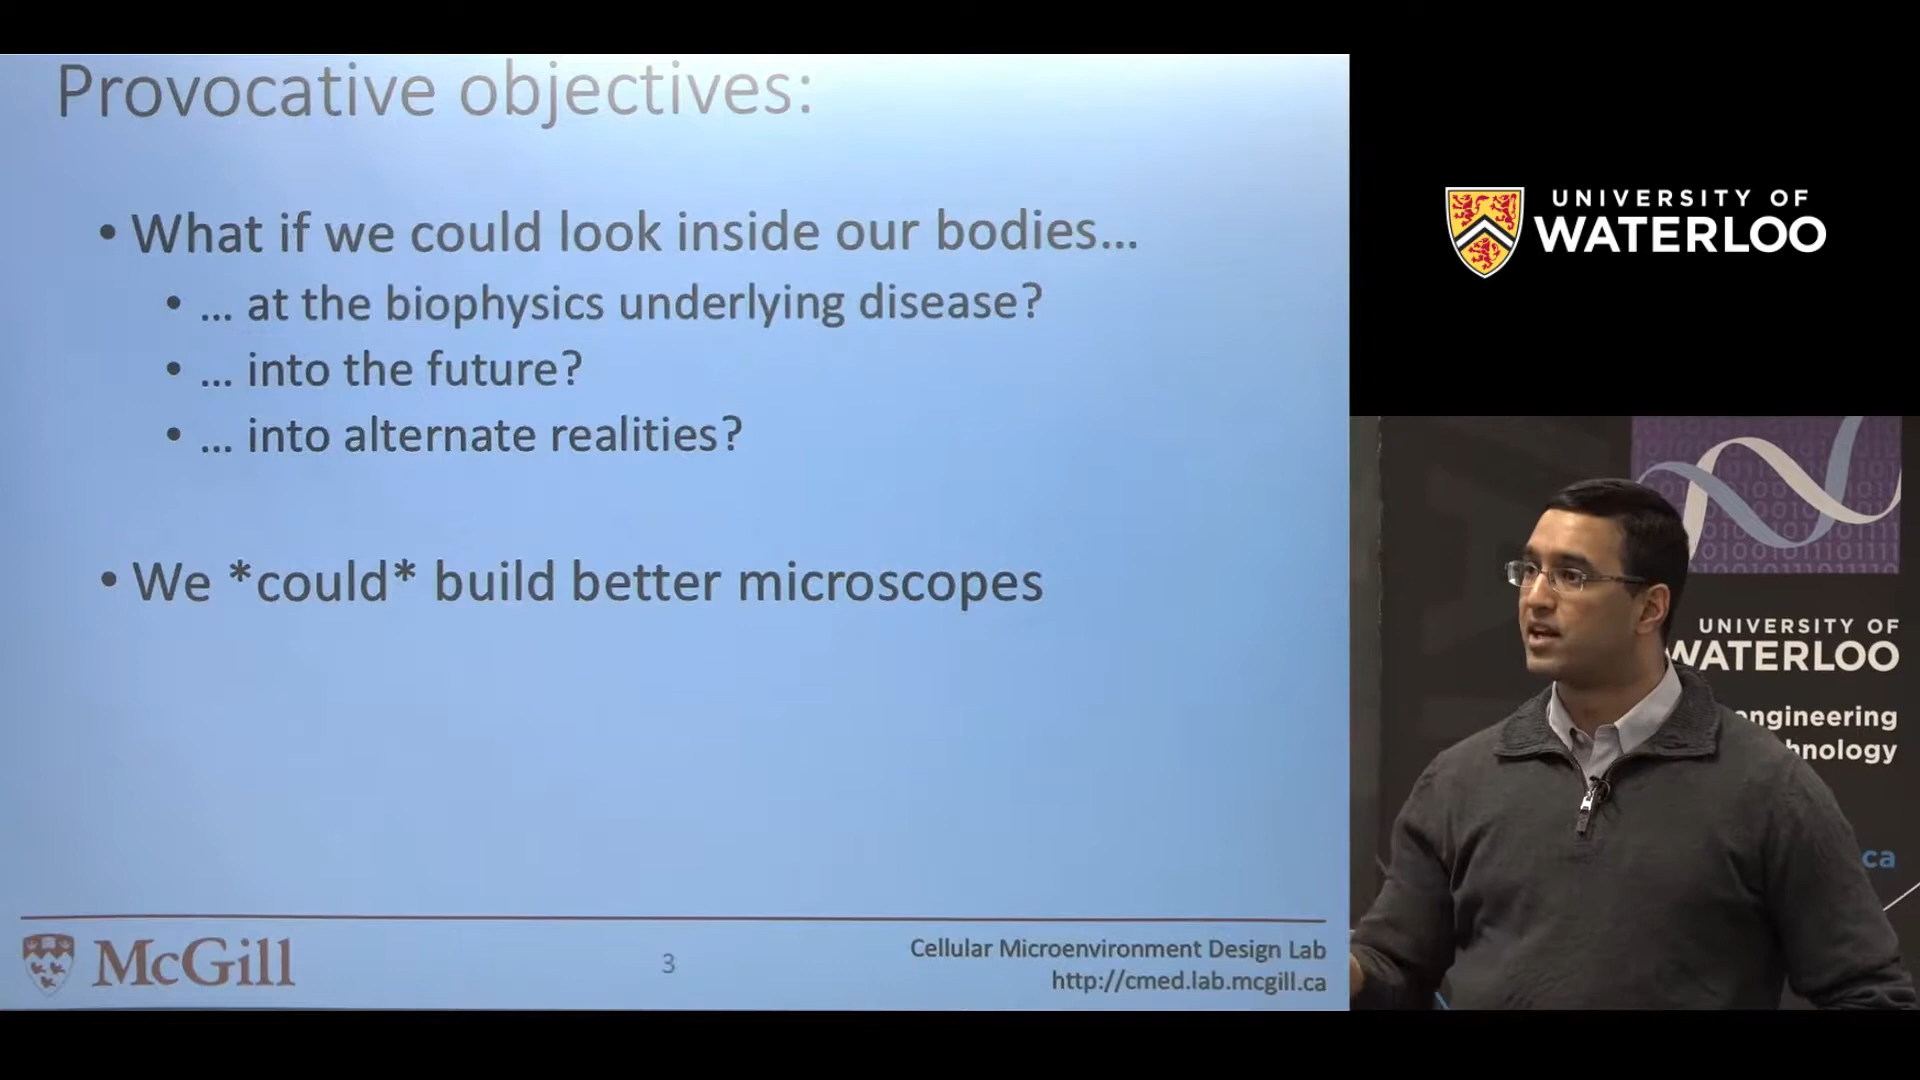 Provocative objectives:
• What if we could look inside our bodies...
• ... at the biophysics underlying disease?
• ... into the future?
• ... into alternate realities?
• We *could* build better microscopes
McGill
3
Cellular Microenvironment Design Lab
http://cmed.lab.mcgill.ca
UNIVERSITY OF
WATERLOO
UNIVERSITY OF
WATERLOO
engineering
hnology
ca